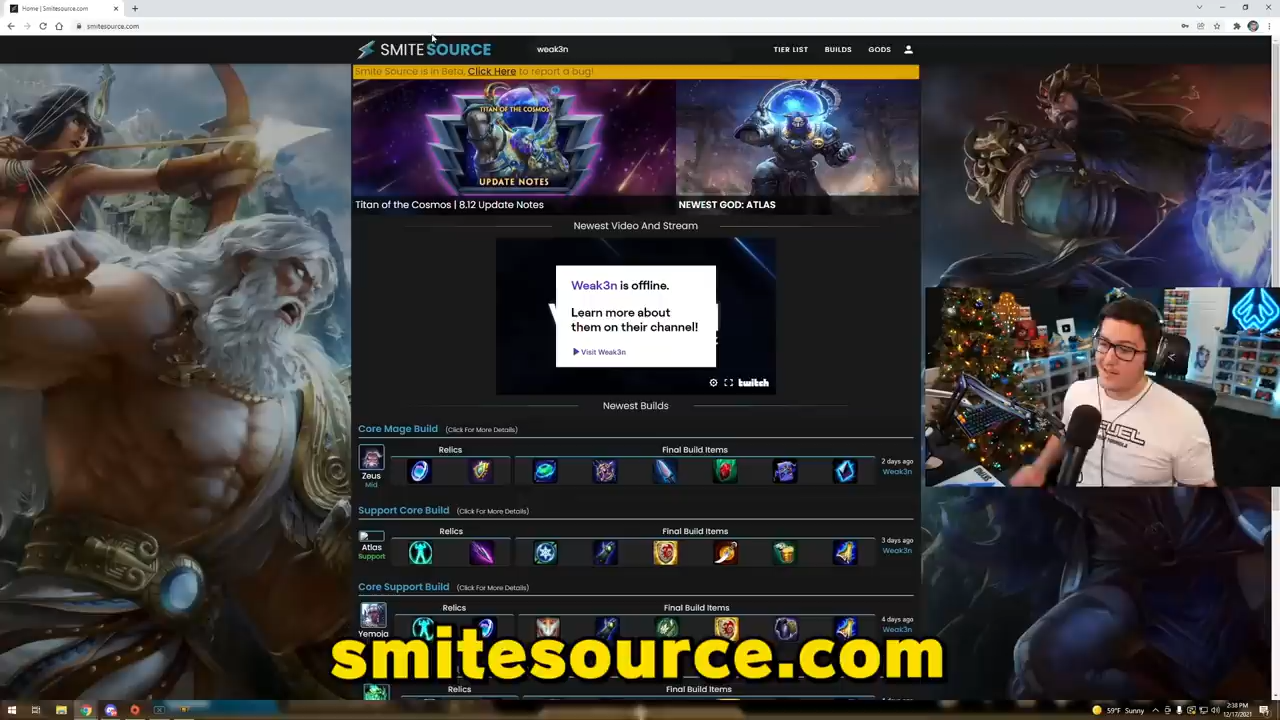 Home | Smitesource.com
smitesource.com
SMITESOURCE
weak3n
TIER LIST
BUILDS
GODS
Smite Source is in Beta, Click Here to report a bug!
TITAN OF THE COSMOS
UPDATE NOTES
Titan of the Cosmos | 8.12 Update Notes
NEWEST GOD: ATLAS
Newest Video And Stream
Weak3n is offline.
Learn more about
them on their channel!
Visit Weak3n
twitch
Newest Builds
Core Mage Build (Click For More Details)
Relics
Final Build Items
Zeus
Mid
2 days ago
Weak3n
Support Core Build (Click For More Details)
Relics
Final Build Items
Atlas
Support
3 days ago
Weak3n
Core Support Build (Click For More Details)
Relics
Final Build Items
Yemoja
4 days ago
Weak3n
smitesource.com
Relics
Final Build Items
FUEL
59°F Sunny
2:38 PM
12/17/2021